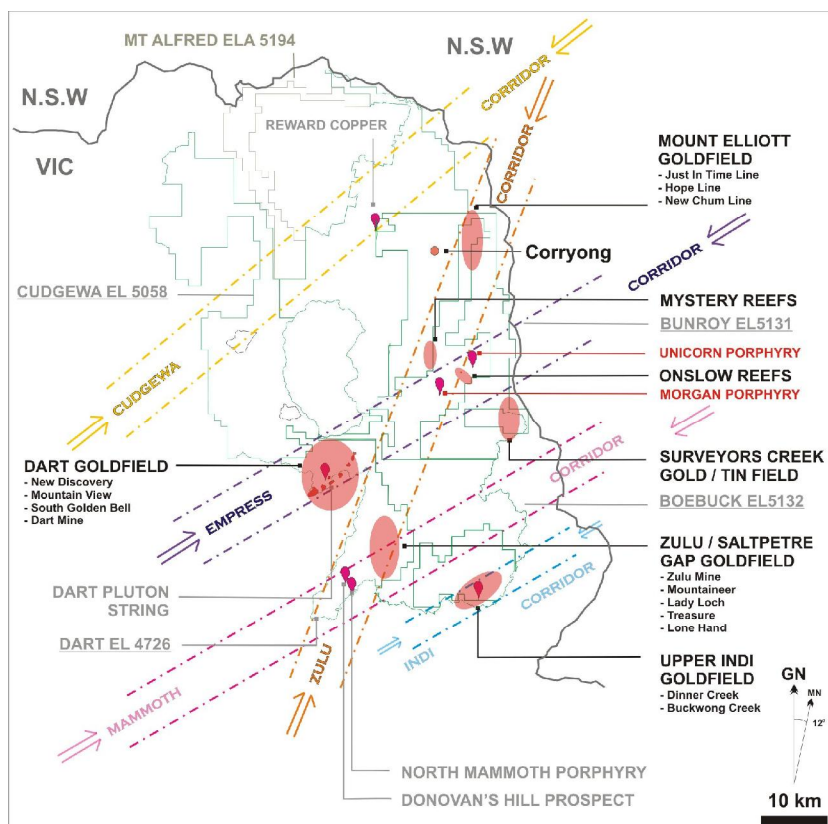 MT ALFRED ELA 5194
N.S.W
CORRIDOR
N.S.W
REWARD COPPER
VIC
CORRIDOR
MOUNT ELLIOTT
GOLDFIELD
- Just In Time Line
- Hope Line
- New Chum Line
Corryong
CORRIDOR
CUDGEWA EL 5058
MYSTERY REEFS
BUNROY EL5131
UNICORN PORPHYRY
ONSLOW REEFS
MORGAN PORPHYRY
CUDGEWA
DART GOLDFIELD
- New Discovery
- Mountain View
- South Golden Bell
- Dart Mine
EMPRESS
CORRIDOR
SURVEYORS CREEK
GOLD / TIN FIELD
BOEBUCK EL5132
ZULU / SALTPETRE
GAP GOLDFIELD
- Zulu Mine
- Mountaineer
- Lady Loch
- Treasure
- Lone Hand
DART PLUTON
STRING
CORRIDOR
DART EL 4726
INDI
ZULU
MAMMOTH
UPPER INDI
GOLDFIELD
- Dinner Creek
- Buckwong Creek
GN
MN
12°
NORTH MAMMOTH PORPHYRY
DONOVAN'S HILL PROSPECT
10 km